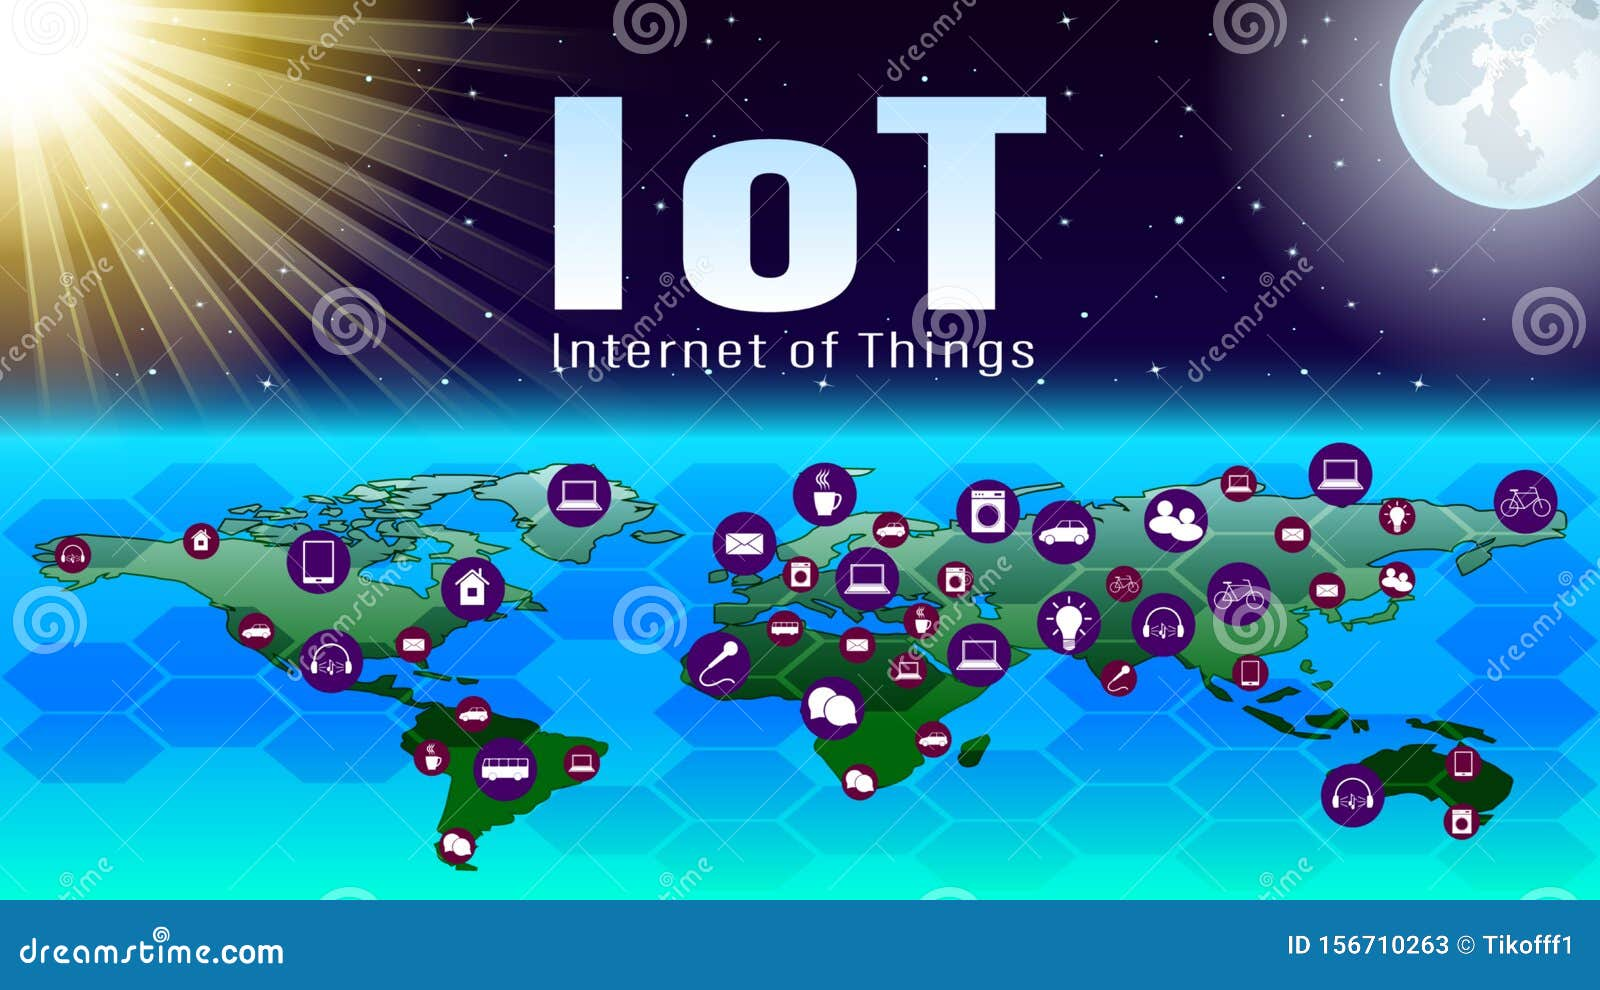 IoT
Internet of Things
dreamstime.com
ID 156710263 © Tikofff1